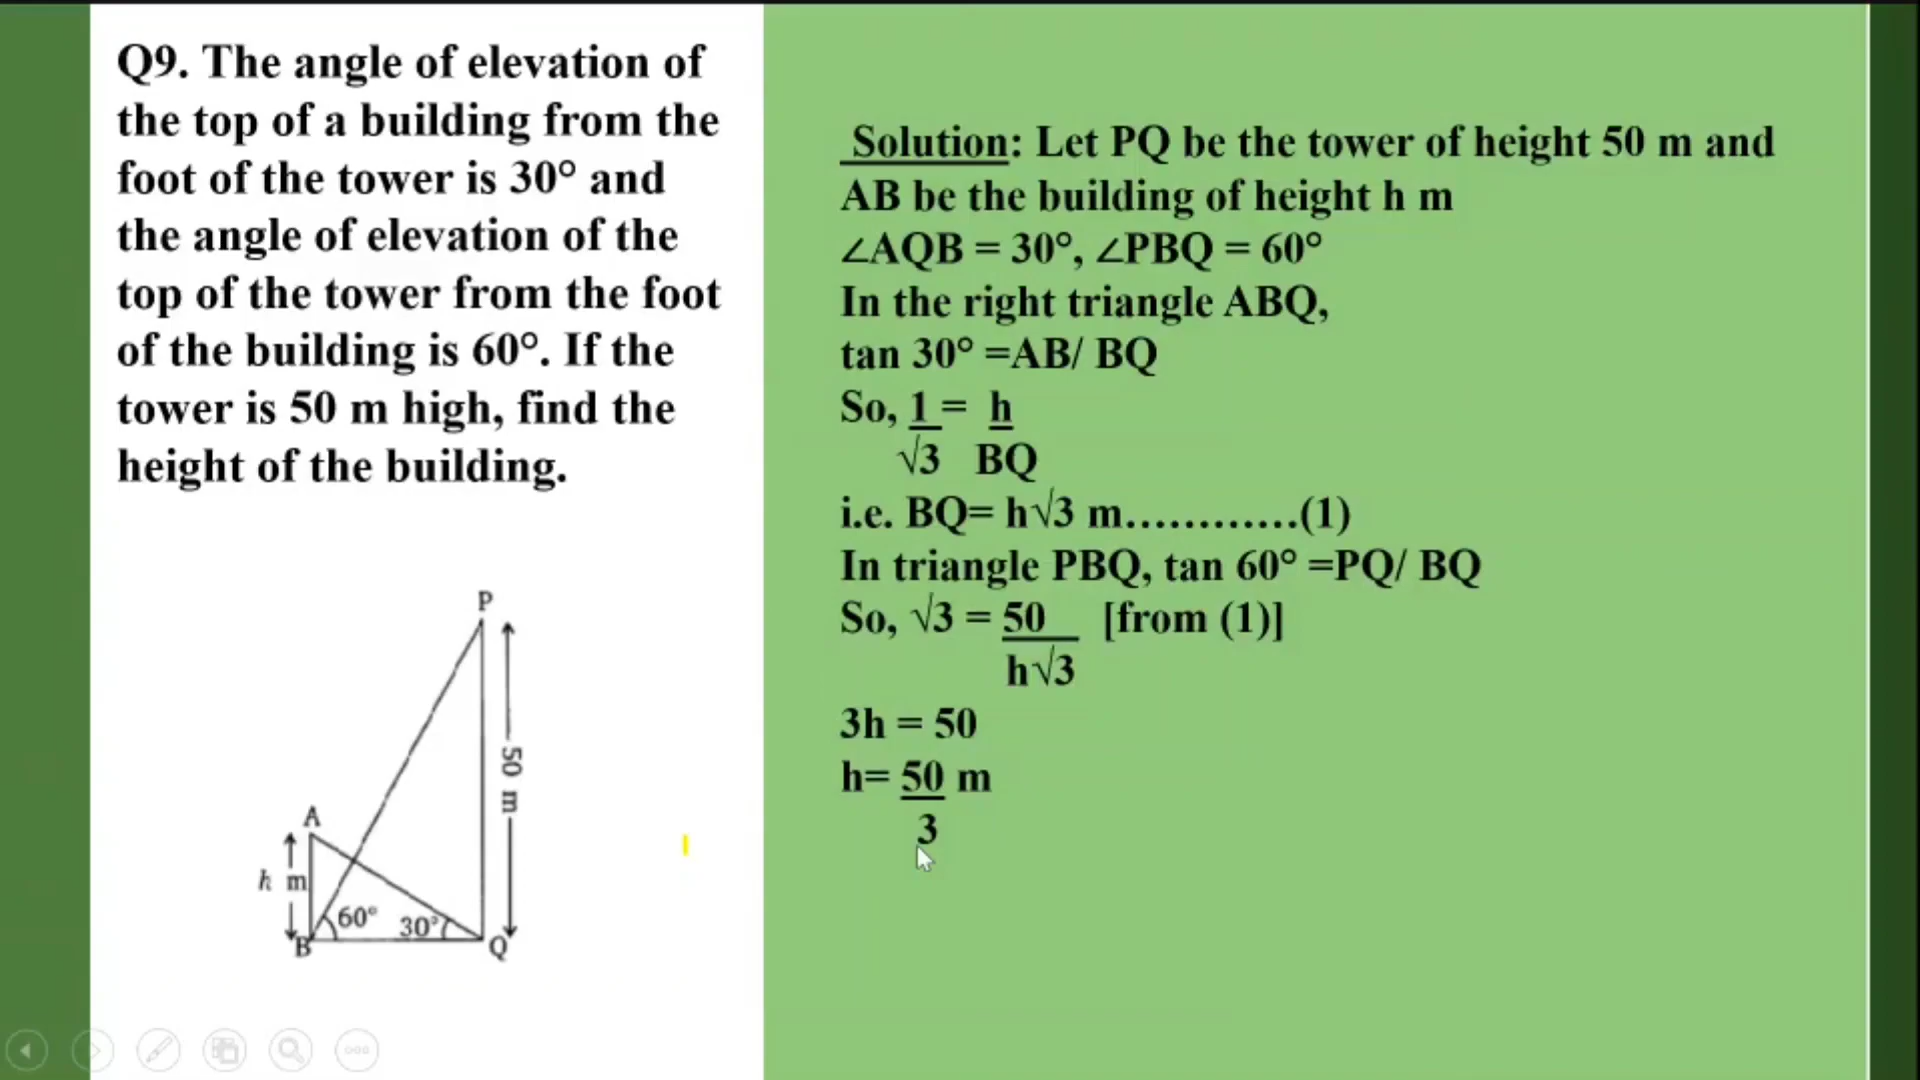 Q9. The angle of elevation of
the top of a building from the
foot of the tower is 30° and
the angle of elevation of the
top of the tower from the foot
of the building is 60°. If the
tower is 50 m high, find the
height of the building.
P
50 m
A
h m
60°
30°
B
Q
Solution: Let PQ be the tower of height 50 m and
AB be the building of height h m
∠AQB = 30°, ∠PBQ = 60°
In the right triangle ABQ,
tan 30° =AB/ BQ
So, 1 = h
√3 BQ
i.e. BQ= h√3 m…………(1)
In triangle PBQ, tan 60° =PQ/ BQ
So, √3 = 50 [from (1)]
h√3
3h = 50
h= 50 m
3